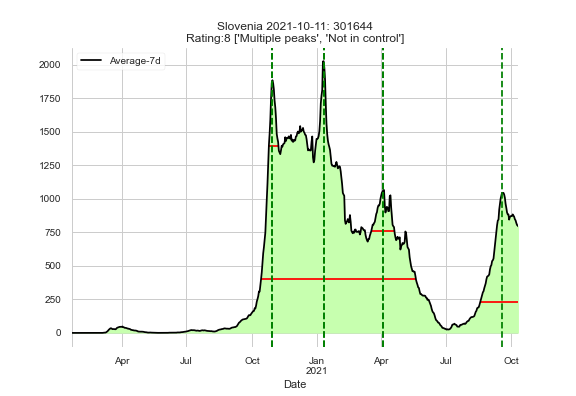 Slovenia 2021-10-11: 301644
Rating:8 ['Multiple peaks', 'Not in control']
Average-7d
2000
1750
1500
1250
1000
750
500
250
0
Apr Jul Oct Jan Apr Jul Oct
2021
Date